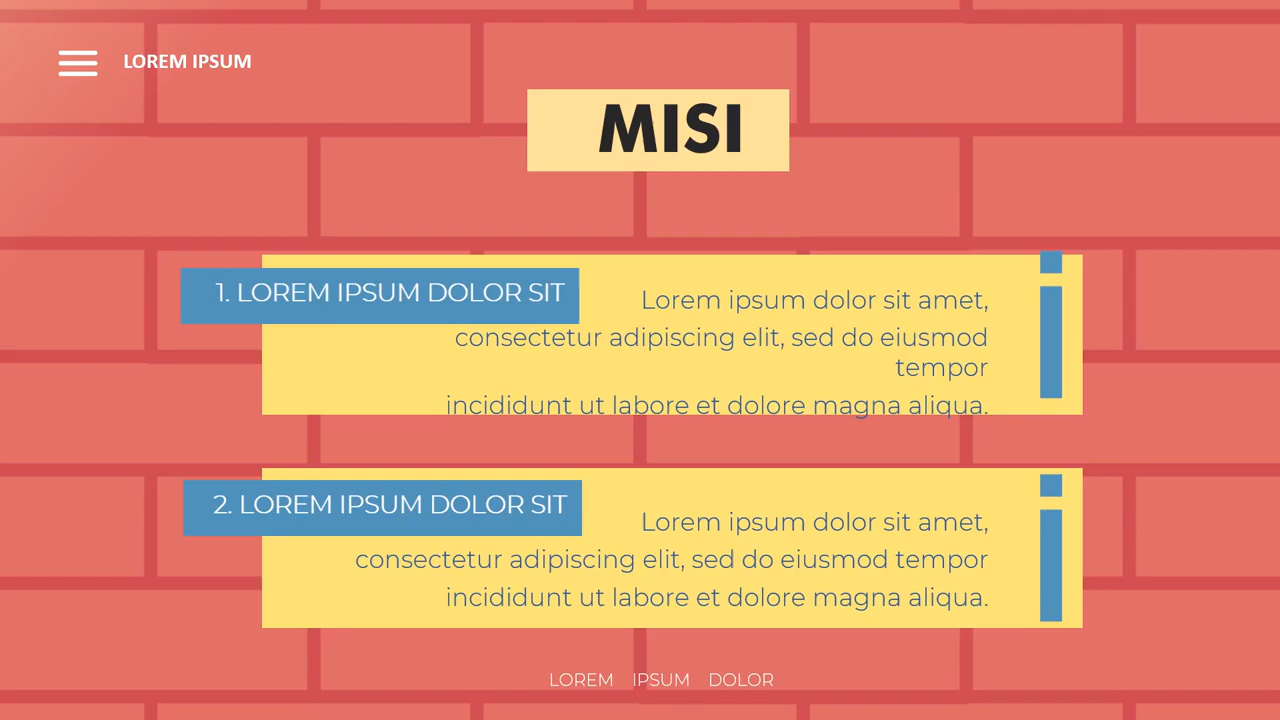 LOREM IPSUM
MISI
1. LOREM IPSUM DOLOR SIT
Lorem ipsum dolor sit amet,
consectetur adipiscing elit, sed do eiusmod
tempor
incididunt ut labore et dolore magna aliqua.
2. LOREM IPSUM DOLOR SIT
Lorem ipsum dolor sit amet,
consectetur adipiscing elit, sed do eiusmod tempor
incididunt ut labore et dolore magna aliqua.
LOREM IPSUM DOLOR